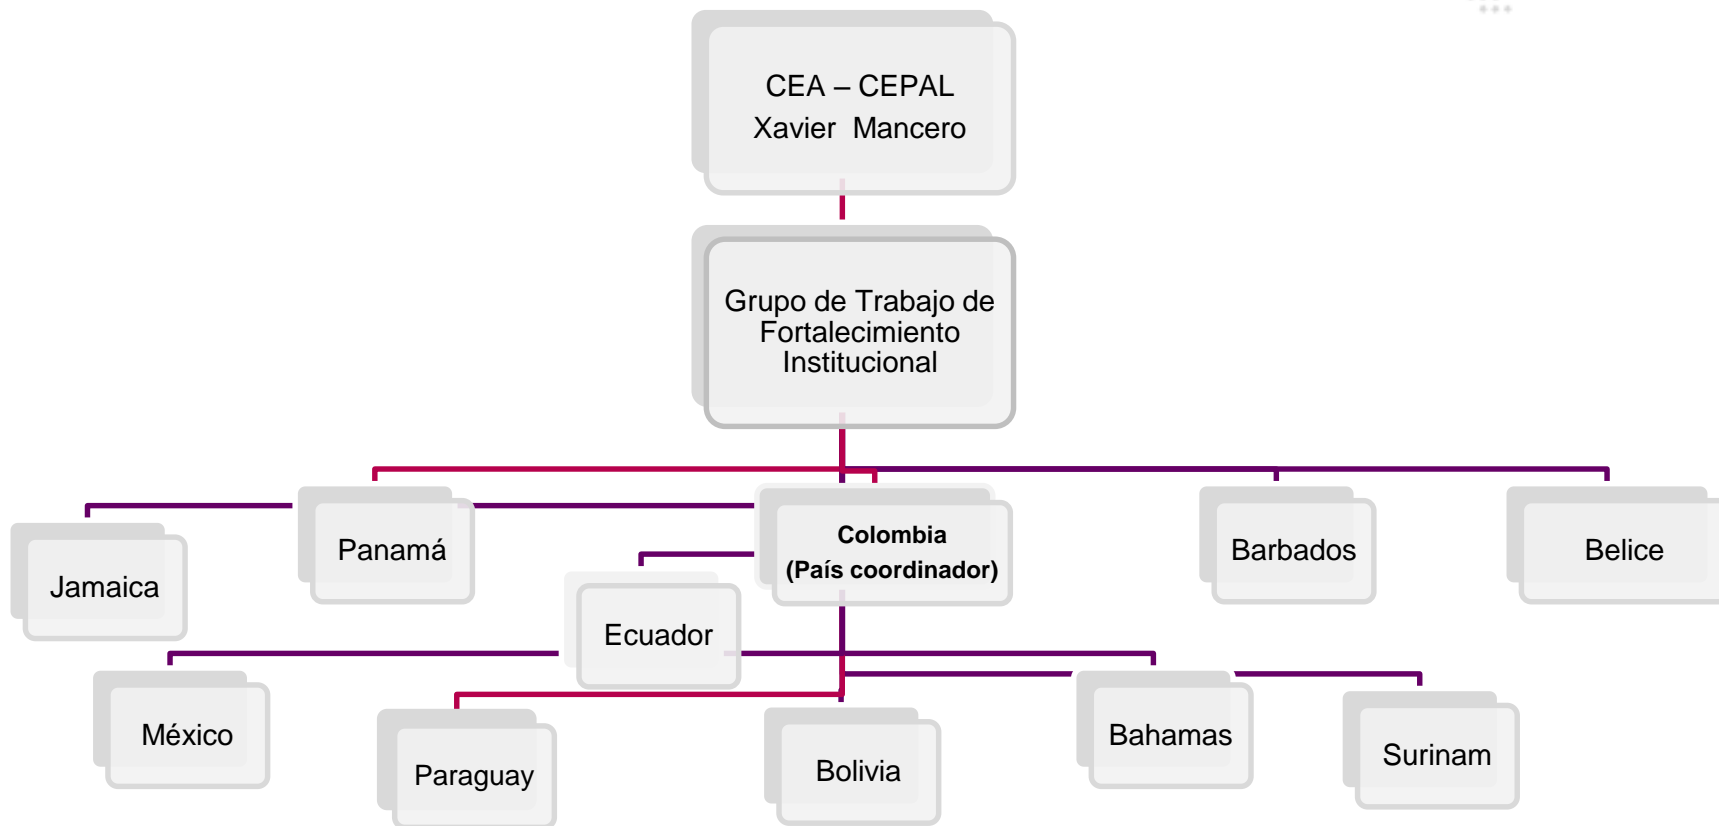 CEA – CEPAL
Xavier Mancero
Grupo de Trabajo de
Fortalecimiento
Institucional
Jamaica
Panamá
Colombia
(País coordinador)
Barbados
Belice
Ecuador
México
Paraguay
Bolivia
Bahamas
Surinam